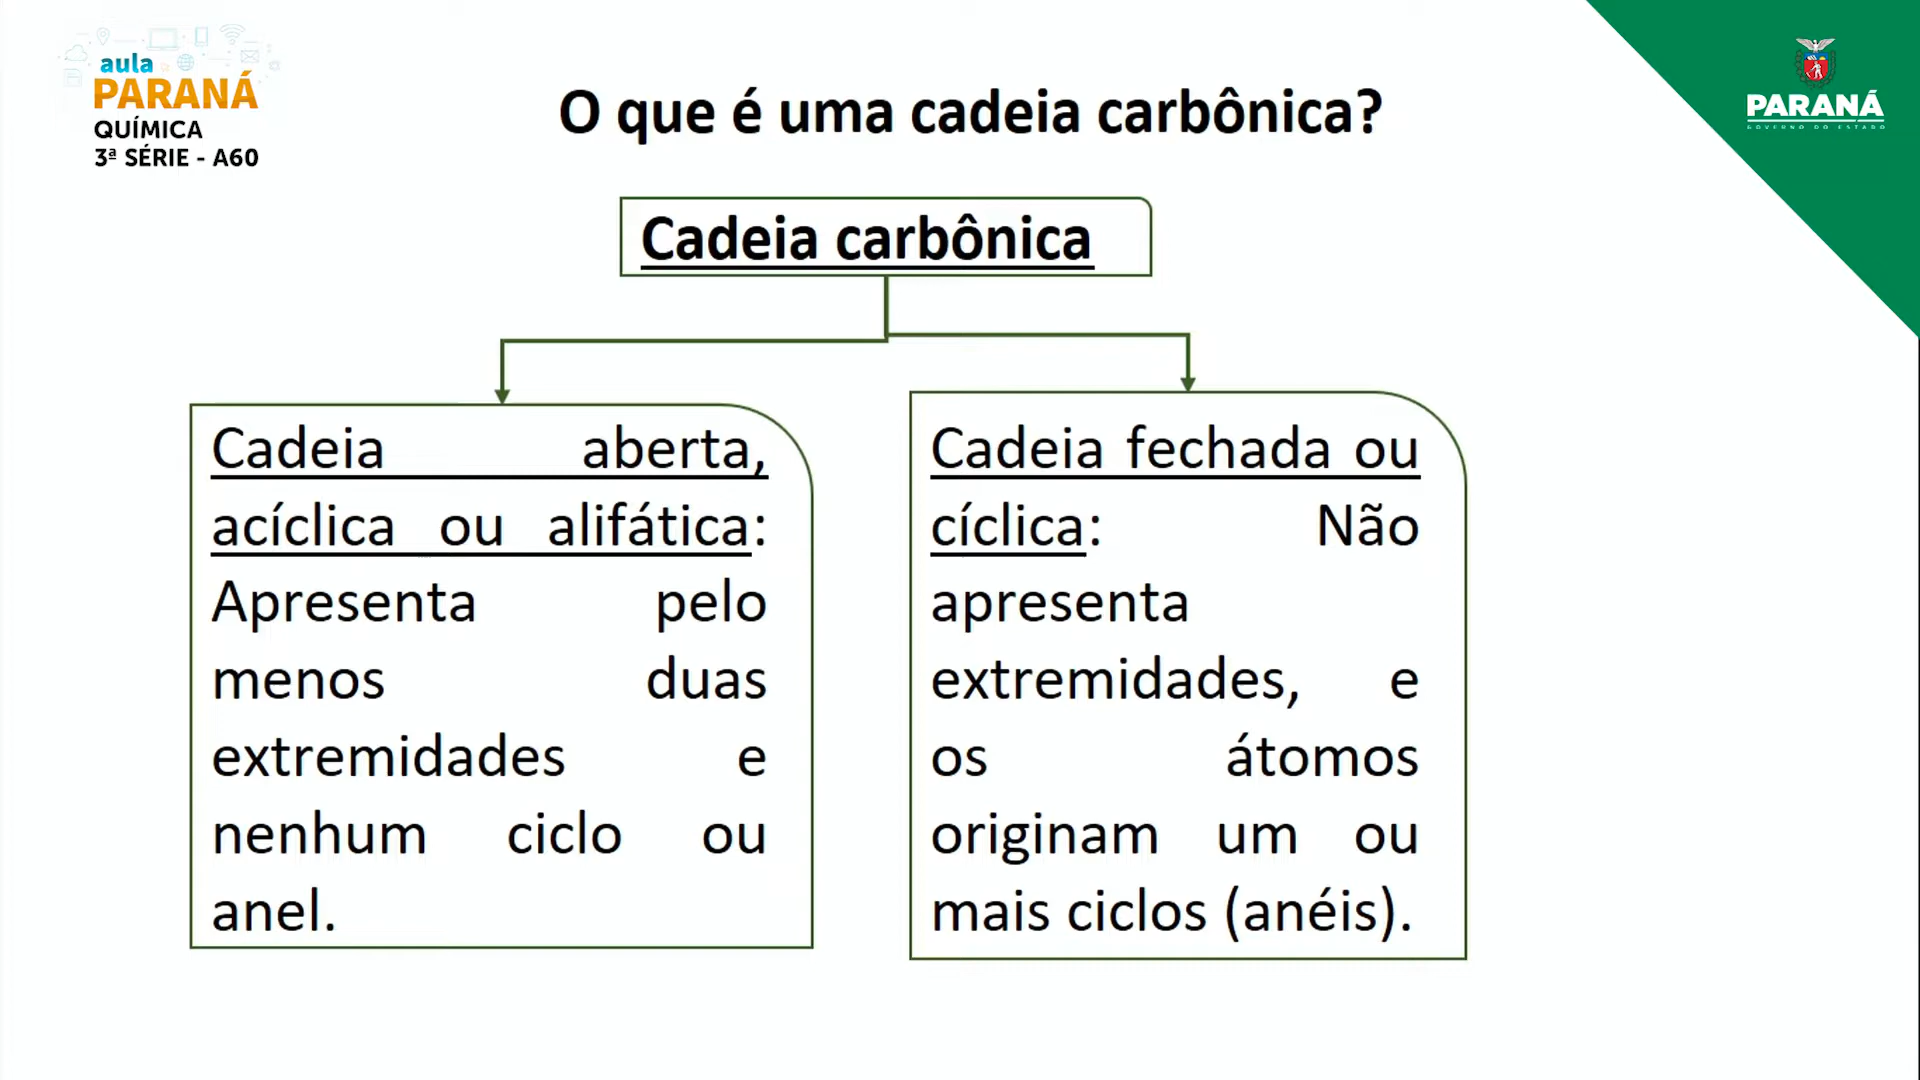 aula
PARANÁ
QUÍMICA
3ª SÉRIE - A60
O que é uma cadeia carbônica?
PARANÁ
GOVERNO DO ESTADO
Cadeia carbônica
Cadeia aberta,
acíclica ou alifática:
Apresenta pelo
menos duas
extremidades e
nenhum ciclo ou
anel.
Cadeia fechada ou
cíclica: Não
apresenta
extremidades, e
os átomos
originam um ou
mais ciclos (anéis).